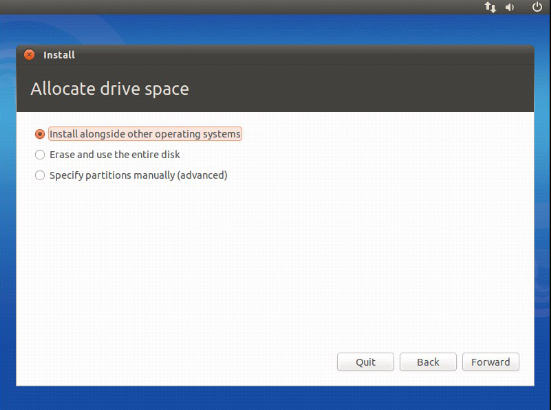 Install
Allocate drive space
Install alongside other operating systems
Erase and use the entire disk
Specify partitions manually (advanced)
Quit
Back
Forward